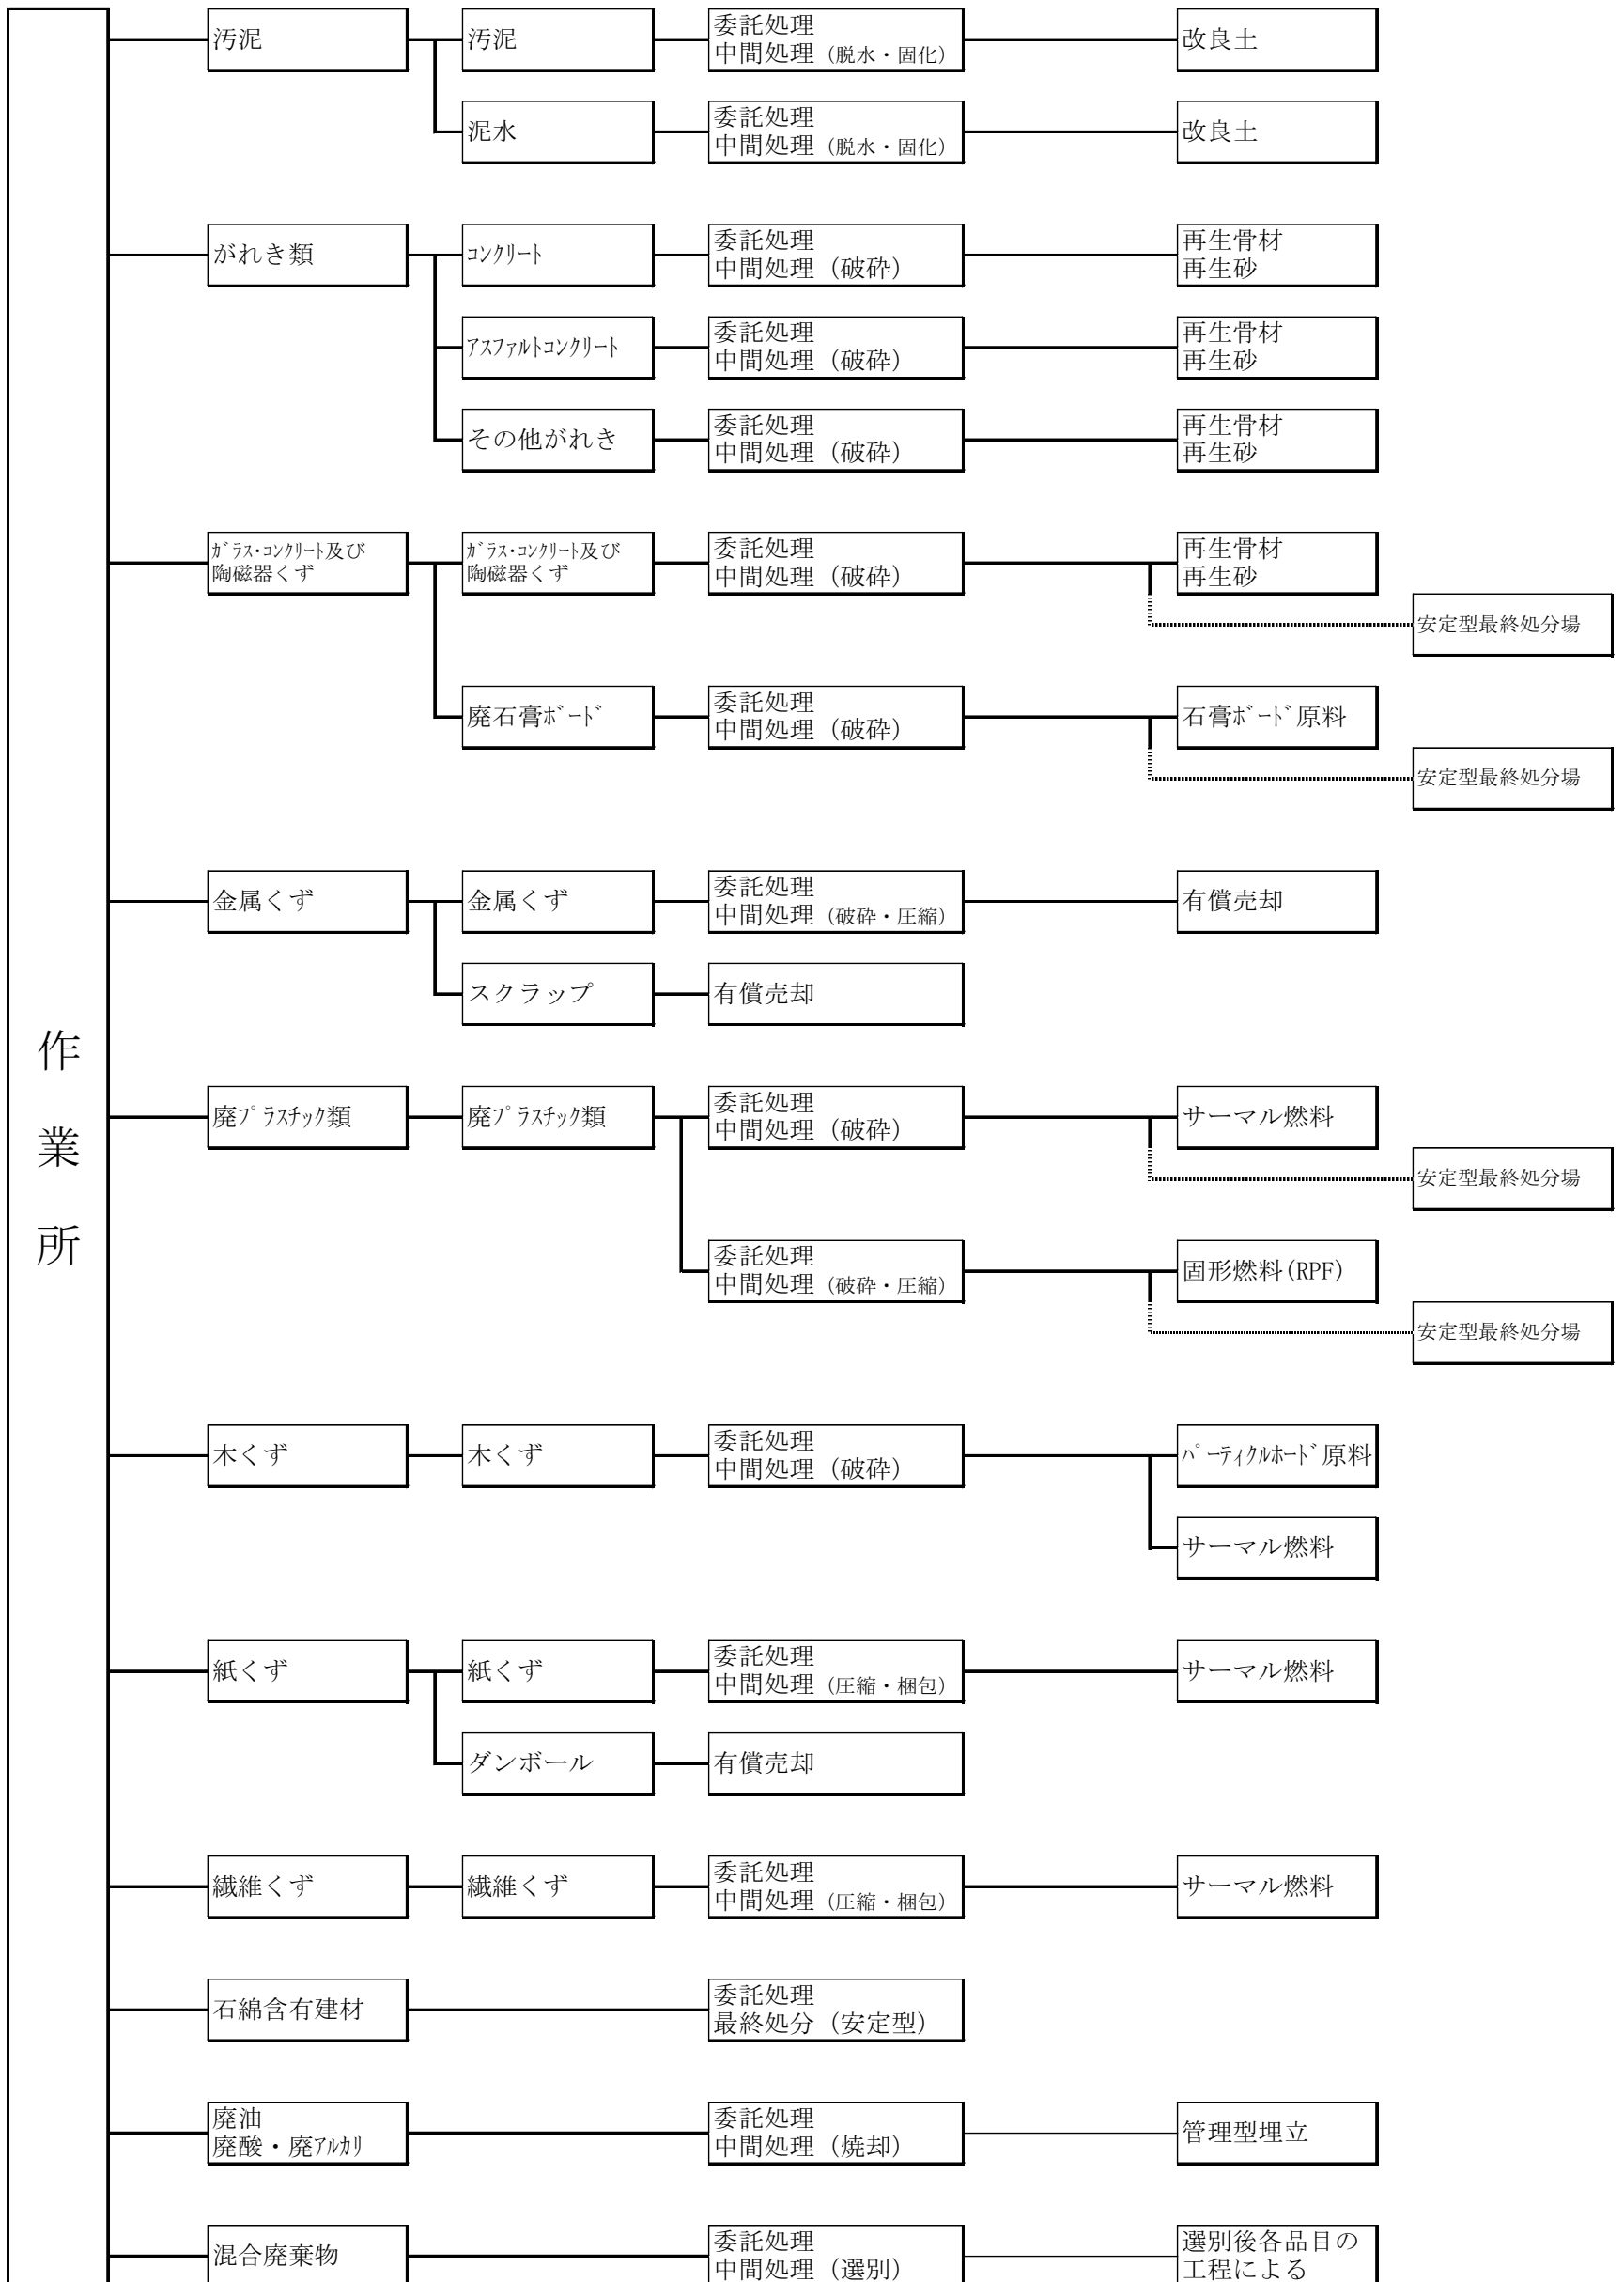 作業所
汚泥
汚泥
委託処理
中間処理（脱水・固化）
改良土
泥水
委託処理
中間処理（脱水・固化）
改良土
がれき類
ｺﾝｸﾘｰﾄ
委託処理
中間処理（破砕）
再生骨材
再生砂
ｱｽﾌｧﾙﾄｺﾝｸﾘｰﾄ
委託処理
中間処理（破砕）
再生骨材
再生砂
その他がれき
委託処理
中間処理（破砕）
再生骨材
再生砂
ｶﾞﾗｽ・ｺﾝｸﾘｰﾄ及び
陶磁器くず
ｶﾞﾗｽ・ｺﾝｸﾘｰﾄ及び
陶磁器くず
委託処理
中間処理（破砕）
再生骨材
再生砂
安定型最終処分場
廃石膏ﾎﾞｰﾄﾞ
委託処理
中間処理（破砕）
石膏ﾎﾞｰﾄﾞ原料
安定型最終処分場
金属くず
金属くず
委託処理
中間処理（破砕・圧縮）
有償売却
スクラップ
有償売却
廃ﾌﾟﾗｽﾁｯｸ類
廃ﾌﾟﾗｽﾁｯｸ類
委託処理
中間処理（破砕）
サーマル燃料
安定型最終処分場
委託処理
中間処理（破砕・圧縮）
固形燃料(RPF)
安定型最終処分場
木くず
木くず
委託処理
中間処理（破砕）
ﾊﾟｰﾃｨｸﾙﾎｰﾄﾞ原料
サーマル燃料
紙くず
紙くず
委託処理
中間処理（圧縮・梱包）
サーマル燃料
ダンボール
有償売却
繊維くず
繊維くず
委託処理
中間処理（圧縮・梱包）
サーマル燃料
石綿含有建材
委託処理
最終処分（安定型）
廃油
廃酸・廃ｱﾙｶﾘ
委託処理
中間処理（焼却）
管理型埋立
混合廃棄物
委託処理
中間処理（選別）
選別後各品目の
工程による